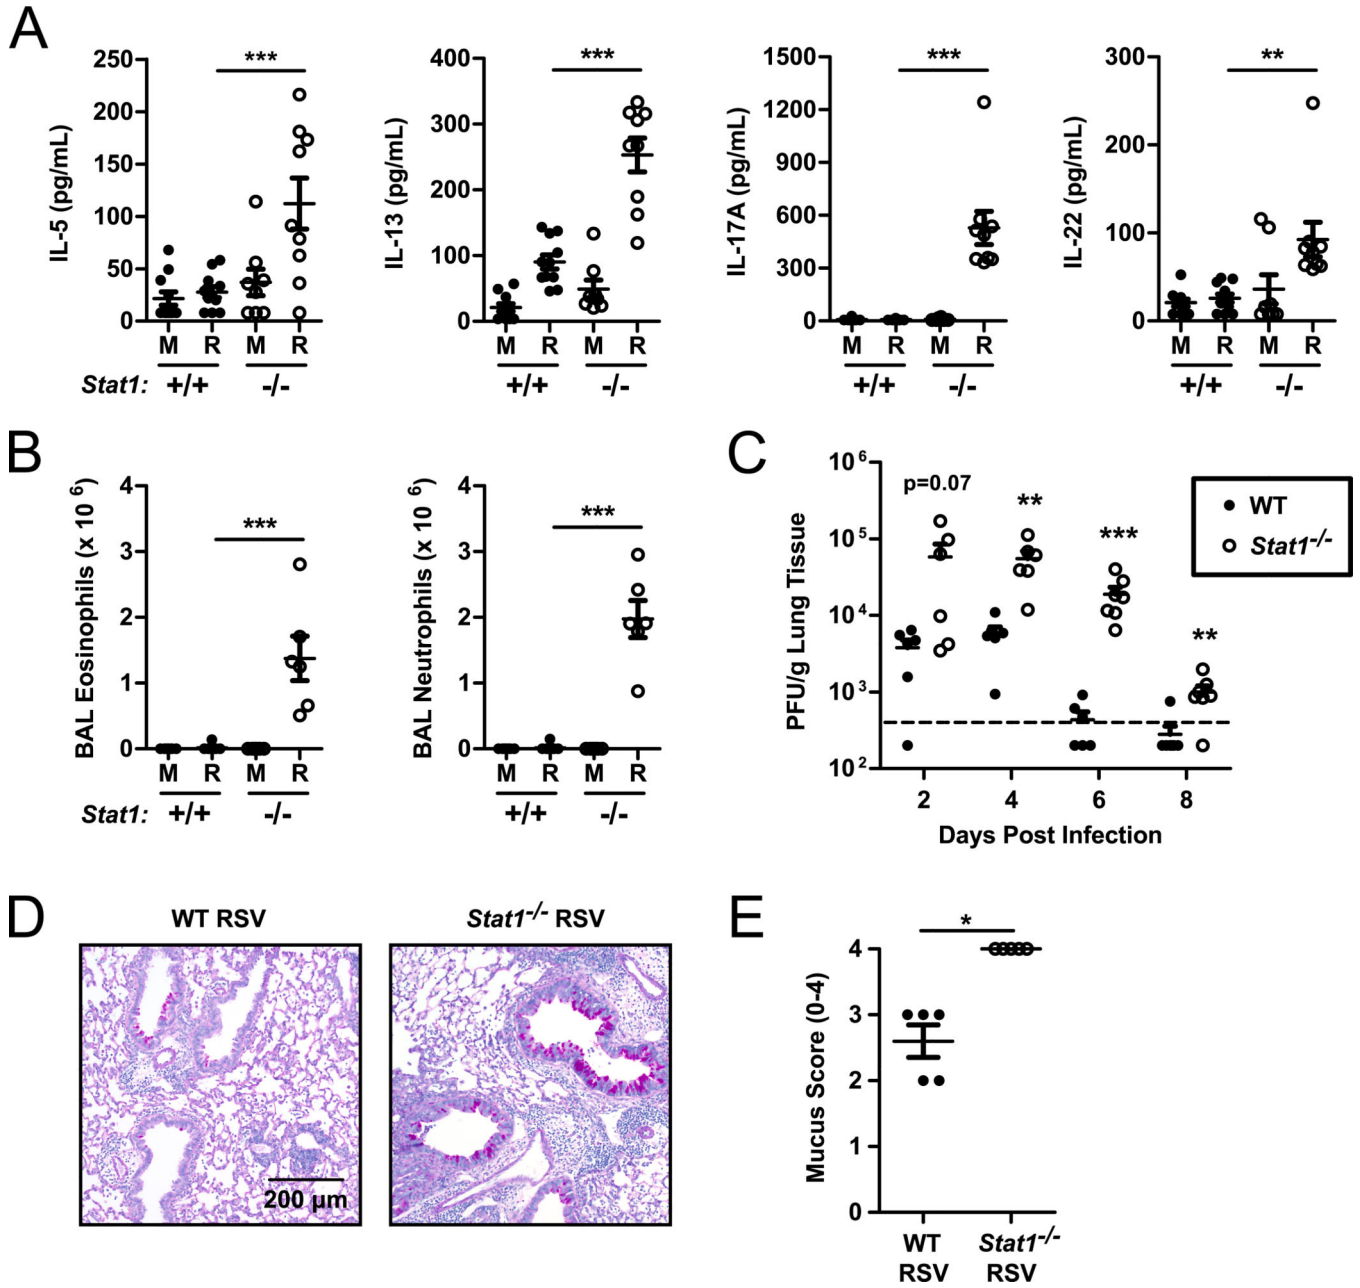 A
IL-5 (pg/mL)
250
200
150
100
50
0
***
M R M R
Stat1: +/+ -/-
IL-13 (pg/mL)
400
300
200
100
0
***
M R M R
+/+ -/-
IL-17A (pg/mL)
1500
1200
900
600
300
0
***
M R M R
+/+ -/-
IL-22 (pg/mL)
300
200
100
0
**
M R M R
+/+ -/-
B
BAL Eosinophils (x 10 6)
4
3
2
1
0
***
M R M R
Stat1: +/+ -/-
BAL Neutrophils (x 10 6)
4
3
2
1
0
***
M R M R
+/+ -/-
C
PFU/g Lung Tissue
10^6
10^5
10^4
10^3
10^2
p=0.07
**
***
**
2 4 6 8
Days Post Infection
WT
Stat1-/-
D
WT RSV
Stat1-/- RSV
200 μm
E
Mucus Score (0-4)
4
3
2
1
0
*
WT
RSV
Stat1-/-
RSV